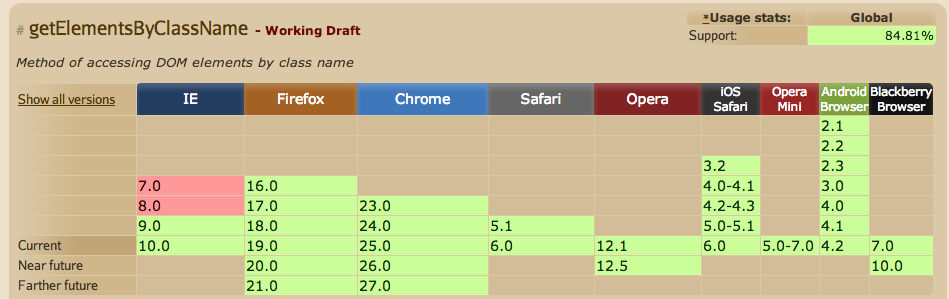 # getElementsByClassName - Working Draft
*Usage stats: Global
Support: 84.81%
Method of accessing DOM elements by class name
Show all versions IE Firefox Chrome Safari Opera iOS Safari Opera Mini Android Browser Blackberry Browser
2.1
2.2
3.2 2.3
7.0 16.0 4.0-4.1 3.0
8.0 17.0 23.0 4.2-4.3 4.0
9.0 18.0 24.0 5.1 5.0-5.1 4.1
Current 10.0 19.0 25.0 6.0 12.1 6.0 5.0-7.0 4.2 7.0
Near future 20.0 26.0 12.5 10.0
Farther future 21.0 27.0